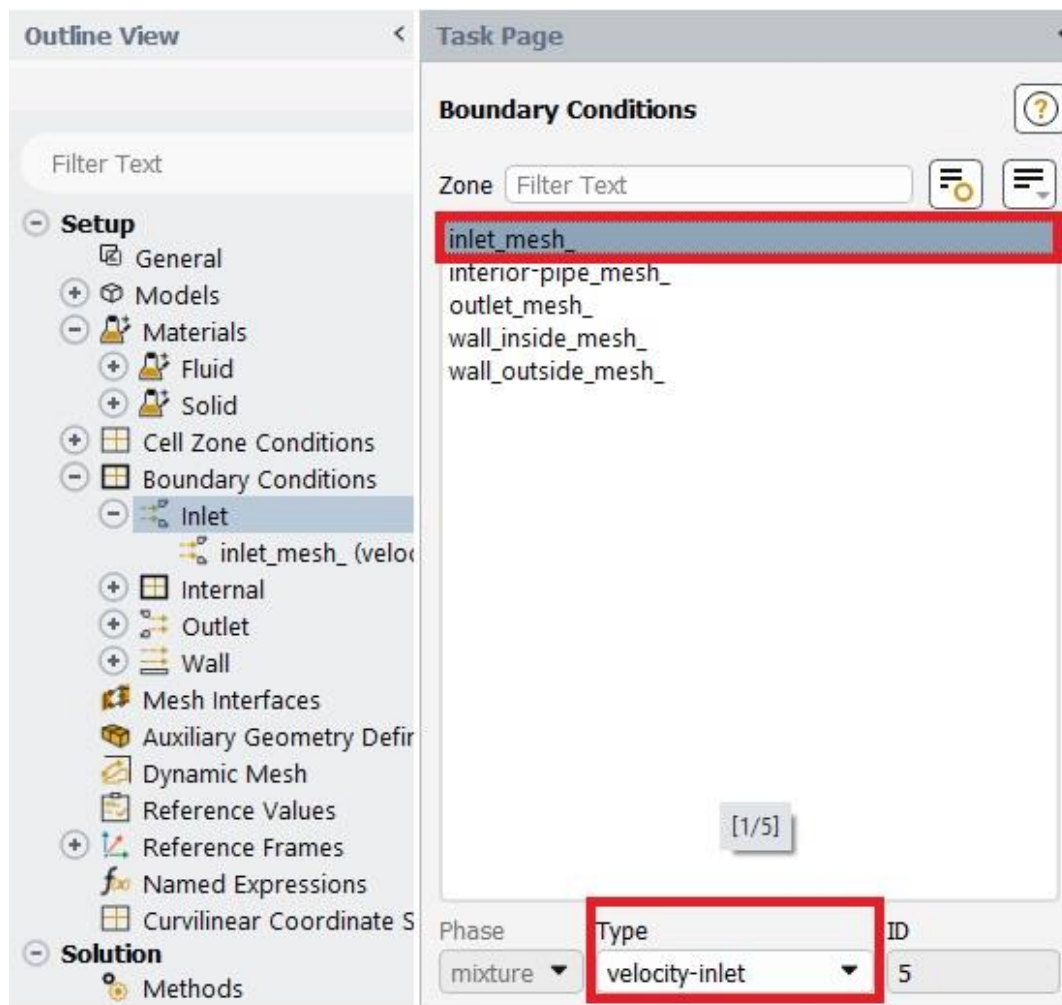 Outline View <
Filter Text
Setup
General
Models
Materials
Fluid
Solid
Cell Zone Conditions
Boundary Conditions
Inlet
inlet_mesh_ (veloc
Internal
Outlet
Wall
Mesh Interfaces
Auxiliary Geometry Defir
Dynamic Mesh
Reference Values
Reference Frames
f(x) Named Expressions
Curvilinear Coordinate S
Solution
Methods
Task Page
Boundary Conditions
?
Zone Filter Text
inlet_mesh_
interior-pipe_mesh_
outlet_mesh_
wall_inside_mesh_
wall_outside_mesh_
[1/5]
Phase Type ID
mixture velocity-inlet 5